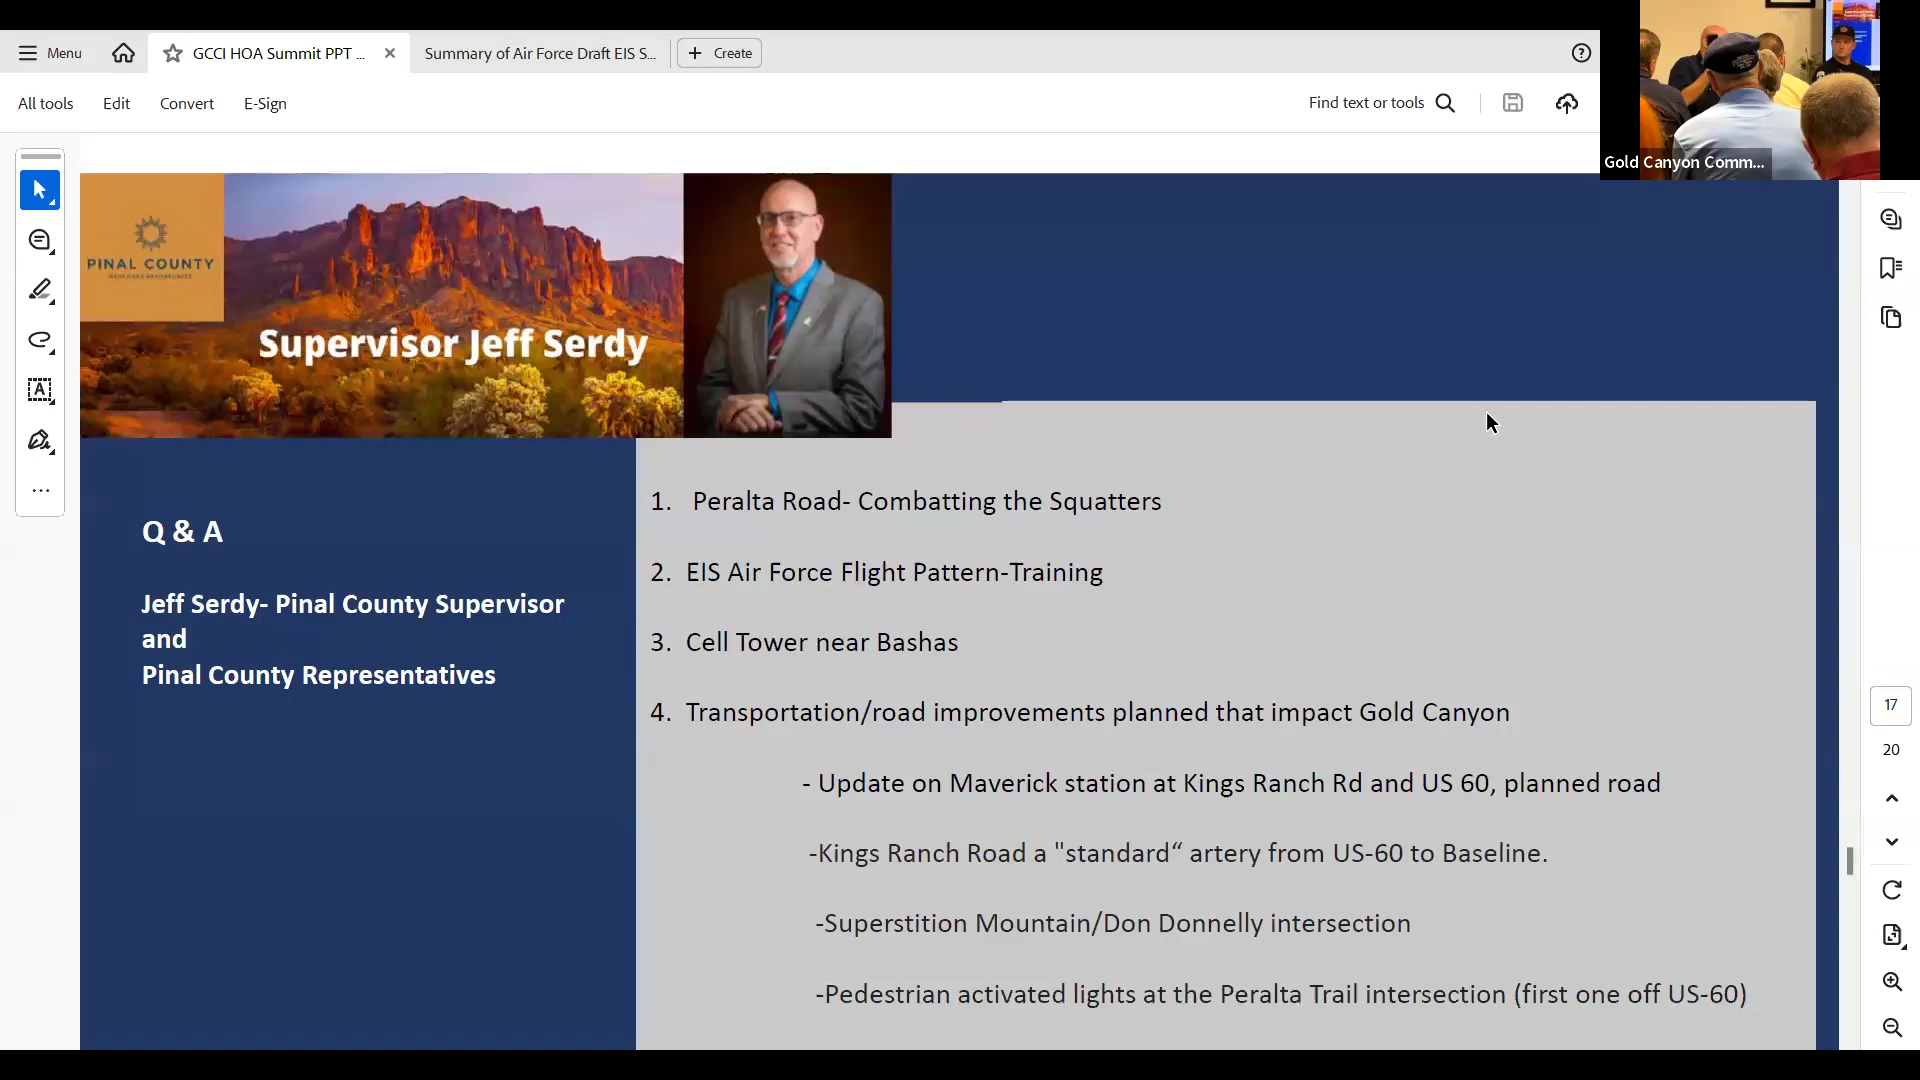 Menu
GCCI HOA Summit PPT ...
Summary of Air Force Draft EIS S...
Create
All tools
Edit
Convert
E-Sign
Find text or tools
Gold Canyon Comm...
PINAL COUNTY
Supervisor Jeff Serdy
Q & A
Jeff Serdy- Pinal County Supervisor
and
Pinal County Representatives
1. Peralta Road- Combatting the Squatters
2. EIS Air Force Flight Pattern-Training
3. Cell Tower near Bashas
4. Transportation/road improvements planned that impact Gold Canyon
- Update on Maverick station at Kings Ranch Rd and US 60, planned road
-Kings Ranch Road a "standard“ artery from US-60 to Baseline.
-Superstition Mountain/Don Donnelly intersection
-Pedestrian activated lights at the Peralta Trail intersection (first one off US-60)
17
20